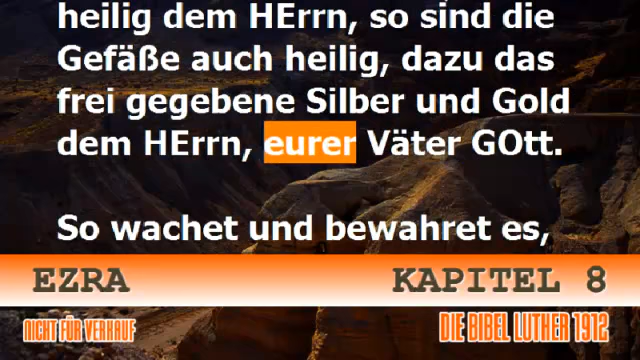 heilig dem HErrn, so sind die
Gefäße auch heilig, dazu das
frei gegebene Silber und Gold
dem HErrn, eurer Väter GOtt.
So wachet und bewahret es,
EZRA KAPITEL 8
NICHT FÜR VERKAUF DIE BIBEL LUTHER 1912